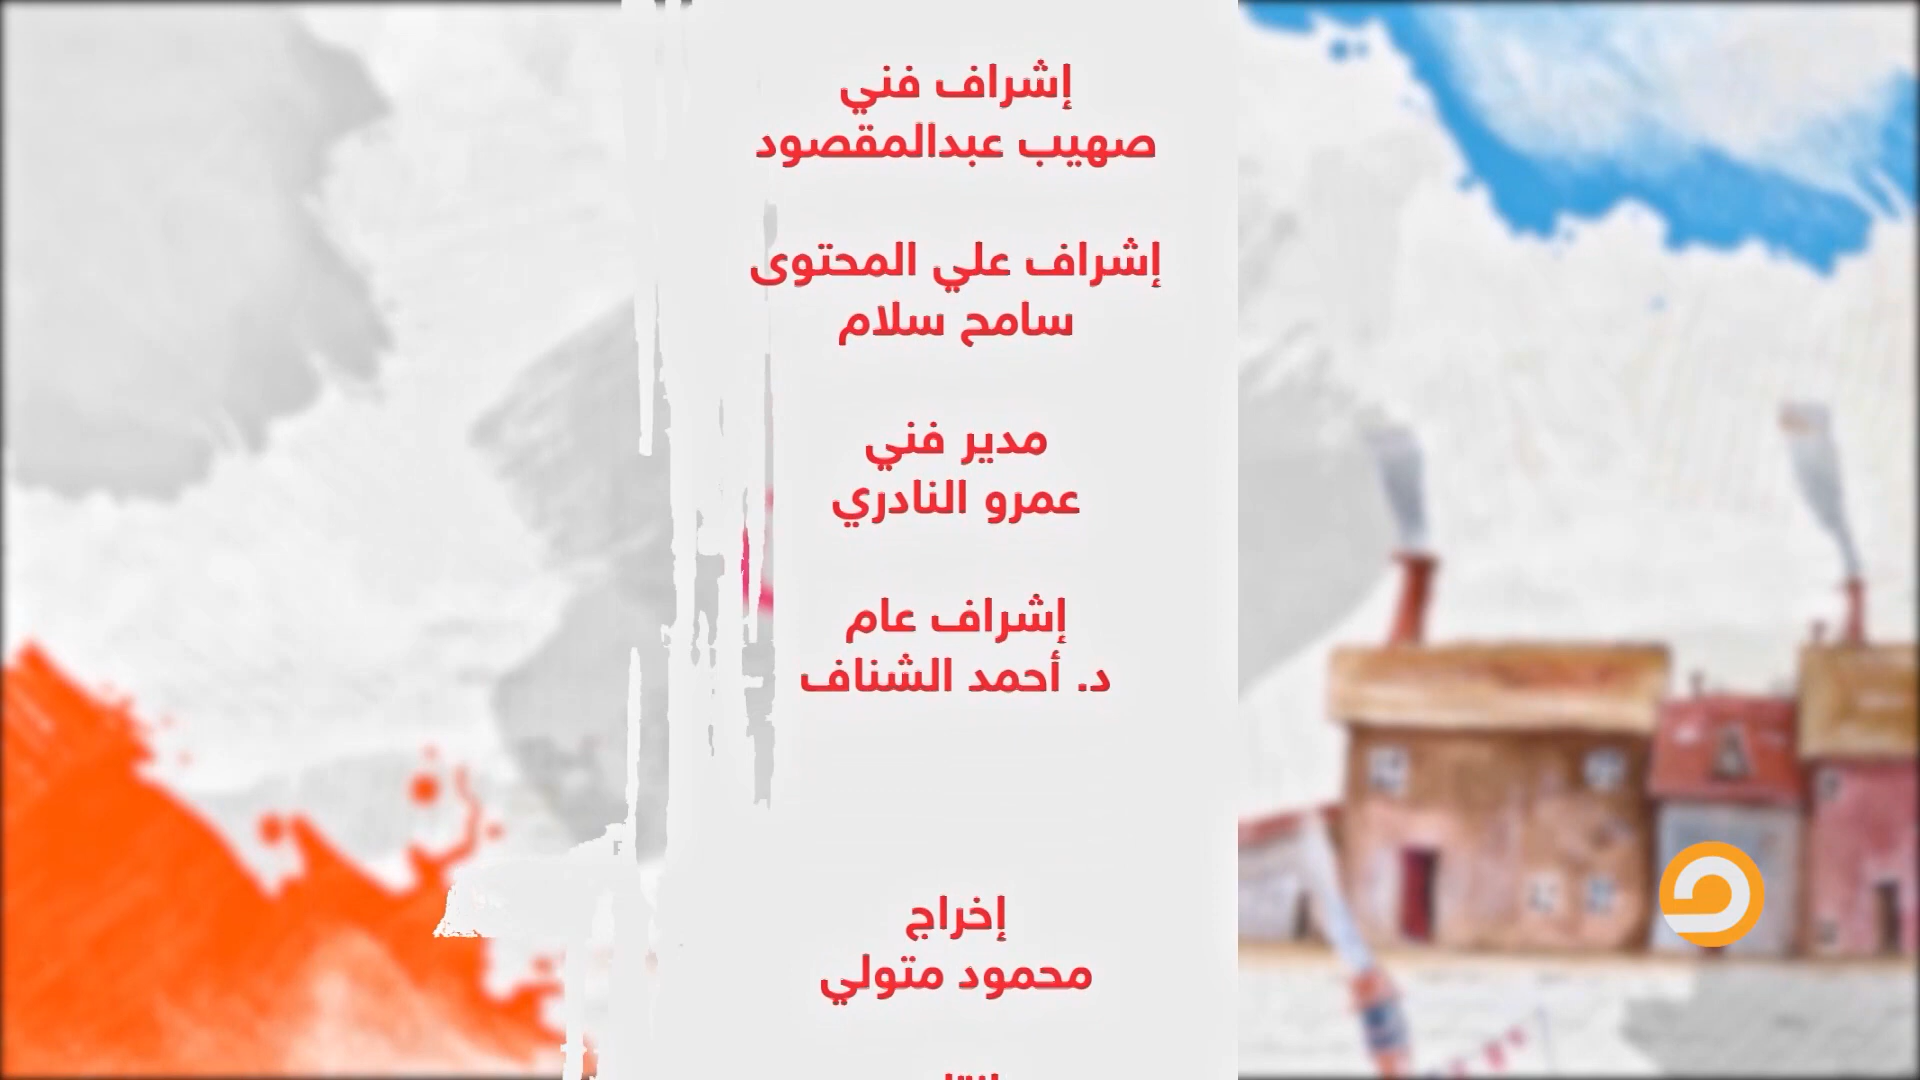 إشراف فني
صهيب عبدالمقصود
إشراف علي المحتوى
سامح سلام
مدير فني
عمرو النادري
إشراف عام
د. أحمد الشناف
إخراج
محمود متولي